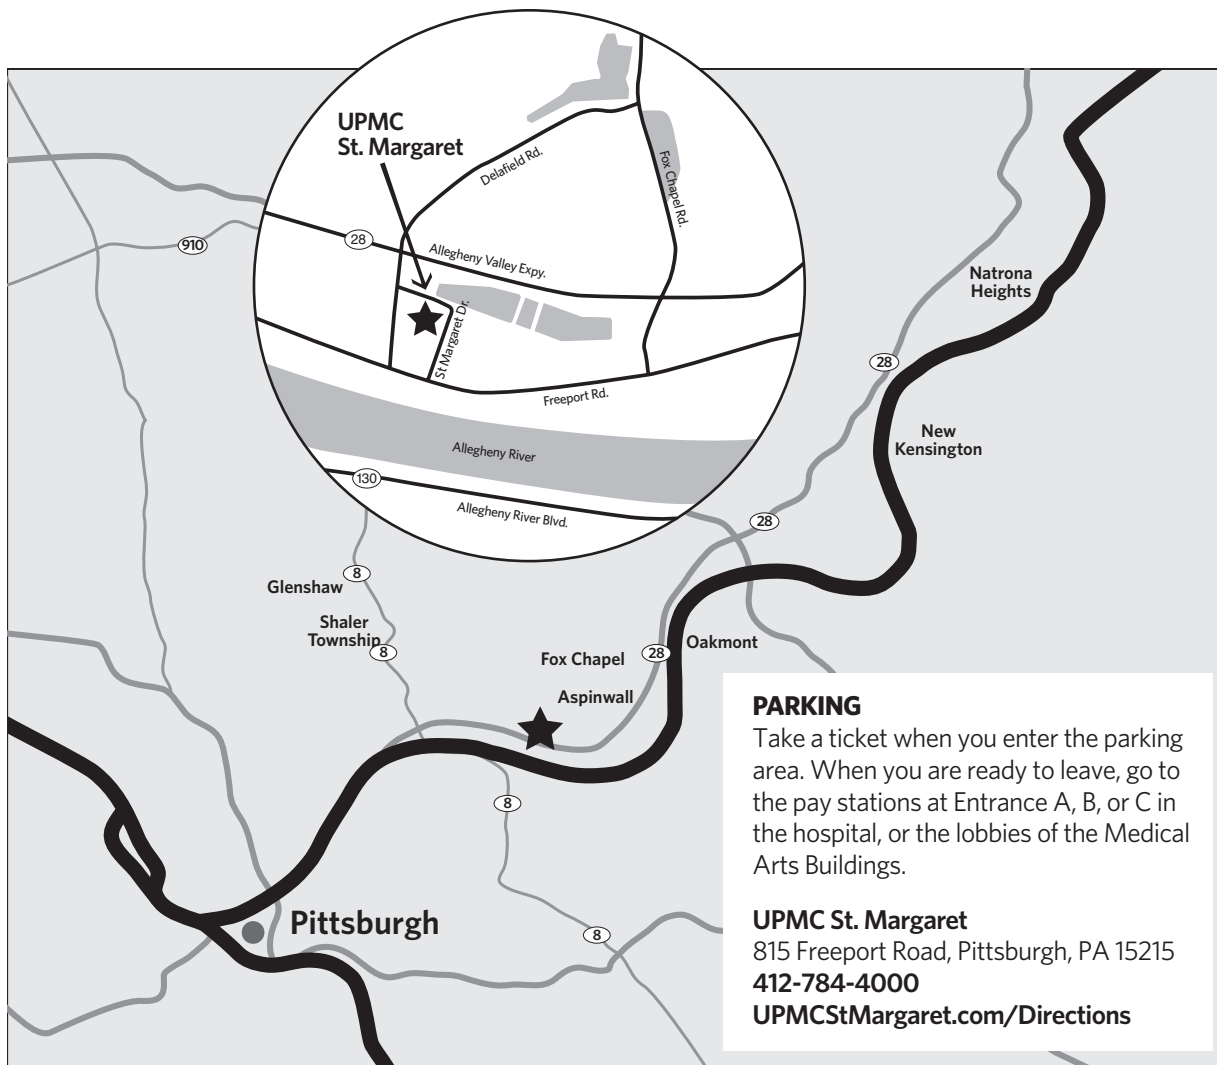 UPMC
St. Margaret
Delafield Rd.
Fox Chapel Rd.
910
28
Allegheny Valley Expy.
St Margaret Dr.
Freeport Rd.
Allegheny River
130
Allegheny River Blvd.
Natrona
Heights
28
New
Kensington
28
8
Glenshaw
Shaler
Township
8
Fox Chapel
28
Oakmont
Aspinwall
8
Pittsburgh
8
PARKING
Take a ticket when you enter the parking
area. When you are ready to leave, go to
the pay stations at Entrance A, B, or C in
the hospital, or the lobbies of the Medical
Arts Buildings.
UPMC St. Margaret
815 Freeport Road, Pittsburgh, PA 15215
412-784-4000
UPMCStMargaret.com/Directions